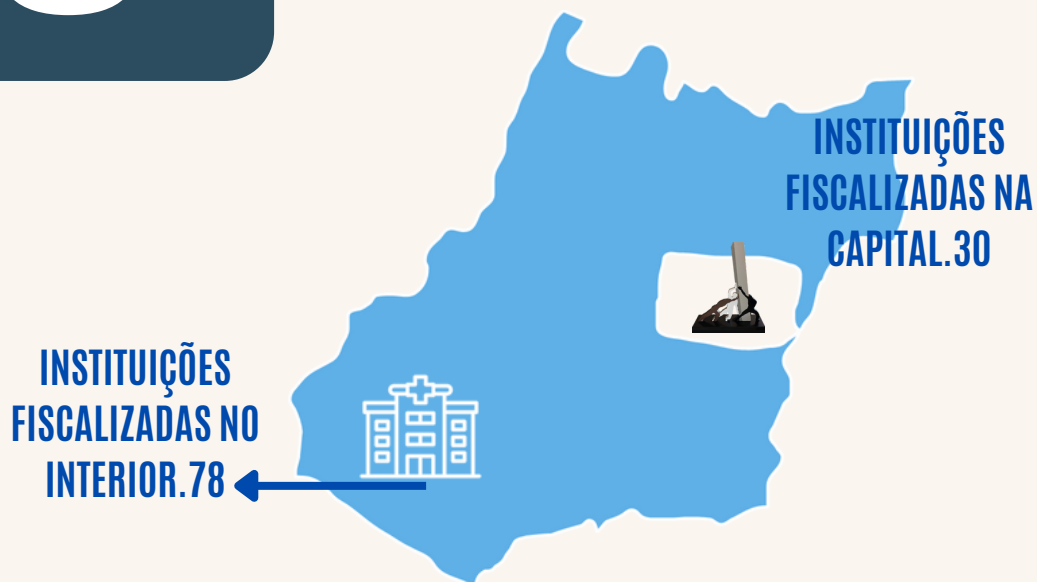 INSTITUIÇÕES
FISCALIZADAS NA
CAPITAL.30
INSTITUIÇÕES
FISCALIZADAS NO
INTERIOR.78